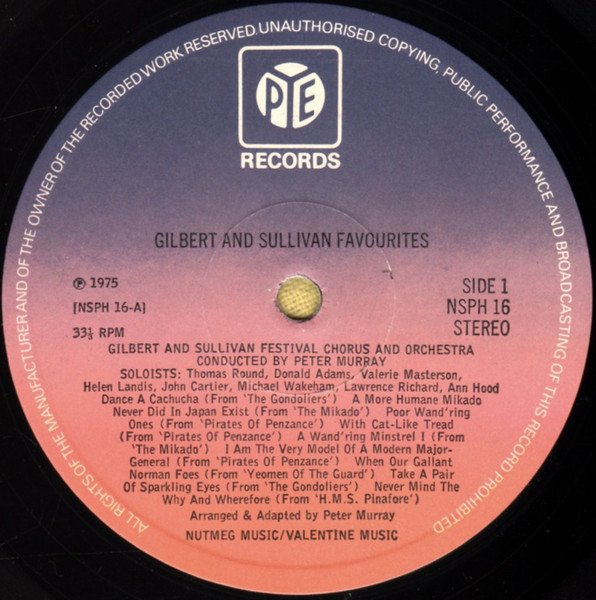 ALL RIGHTS OF THE MANUFACTURER AND OF THE OWNER OF THE RECORDED WORK RESERVED. UNAUTHORISED COPYING, PUBLIC PERFORMANCE AND BROADCASTING OF THIS RECORD PROHIBITED
PYE
RECORDS
GILBERT AND SULLIVAN FAVOURITES
℗ 1975
[NSPH 16-A]
33⅓ RPM
SIDE 1
NSPH 16
STEREO
GILBERT AND SULLIVAN FESTIVAL CHORUS AND ORCHESTRA
CONDUCTED BY PETER MURRAY
SOLOISTS: Thomas Round, Donald Adams, Valerie Masterson,
Helen Landis, John Cartier, Michael Wakeham, Lawrence Richard, Ann Hood
Dance A Cachucha (From 'The Gondoliers') A More Humane Mikado
Never Did In Japan Exist (From 'The Mikado') Poor Wand'ring
Ones (From 'Pirates Of Penzance') With Cat-Like Tread
(From 'Pirates Of Penzance') A Wand'ring Minstrel I (From
'The Mikado') I Am The Very Model Of A Modern Major-
General (From 'Pirates Of Penzance') When Our Gallant
Norman Foes (From 'Yeomen Of The Guard') Take A Pair
Of Sparkling Eyes (From 'The Gondoliers') Never Mind The
Why And Wherefore (From 'H.M.S. Pinafore')
Arranged & Adapted by Peter Murray
NUTMEG MUSIC/VALENTINE MUSIC